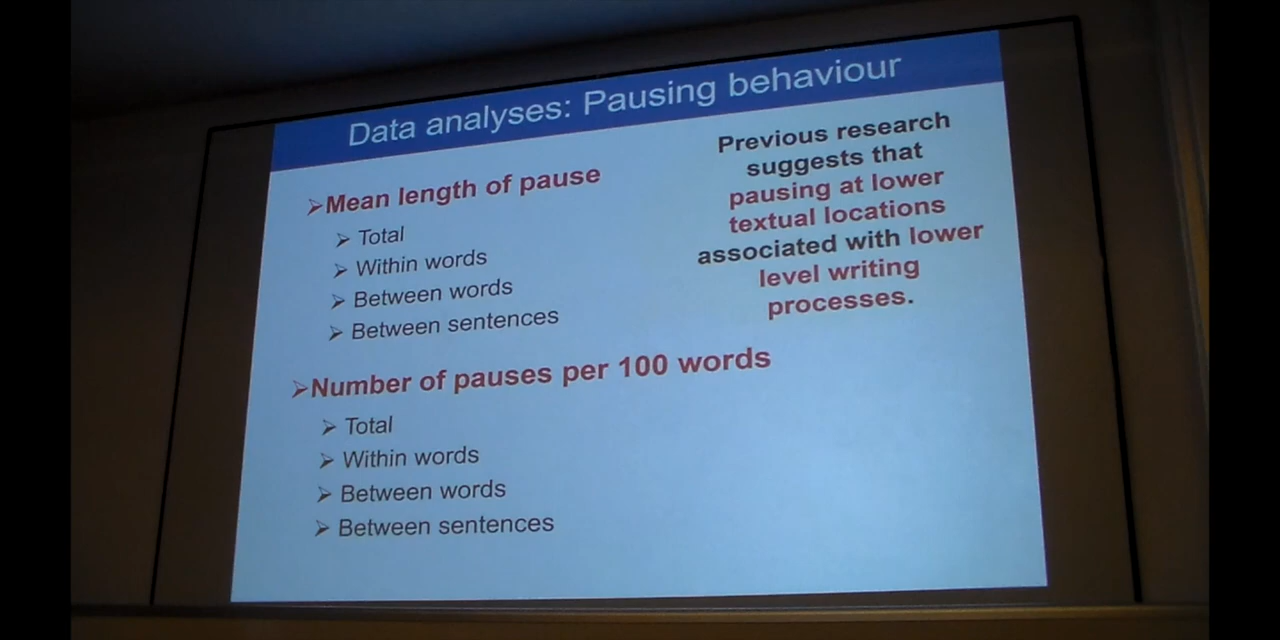 Data analyses: Pausing behaviour
➢Mean length of pause
➢ Total
➢ Within words
➢ Between words
➢ Between sentences
➢Number of pauses per 100 words
➢ Total
➢ Within words
➢ Between words
➢ Between sentences
Previous research
suggests that
pausing at lower
textual locations
associated with lower
level writing
processes.